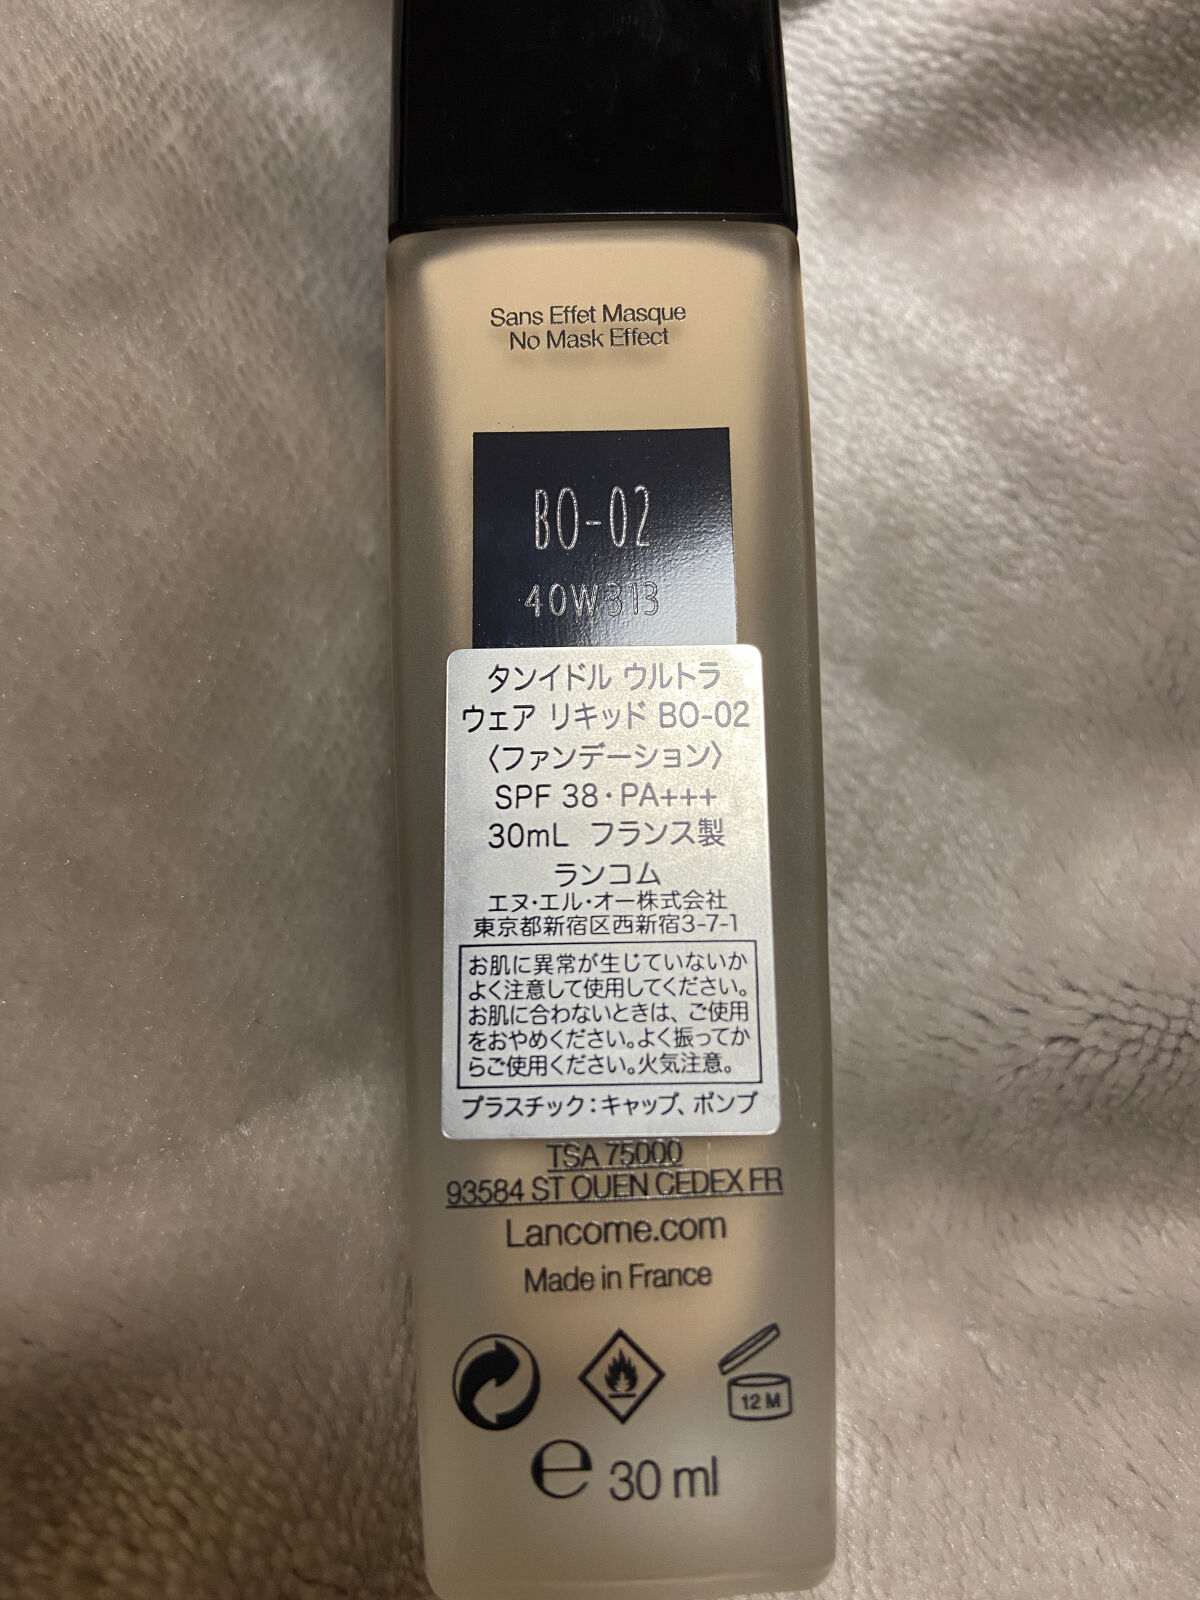 Sans Effet Masque
No Mask Effect
BO-02
40W313
タンイドル ウルトラ
ウェア リキッド BO-02
〈ファンデーション〉
SPF 38・PA+++
30mL フランス製
ランコム
エヌ・エル・オー株式会社
東京都新宿区西新宿3-7-1
お肌に異常が生じていないか
よく注意して使用してください。
お肌に合わないときは、ご使用
をおやめください。よく振ってか
らご使用ください。火気注意。
プラスチック:キャップ、ポンプ
TSA 75000
93584 ST OUEN CEDEX FR
Lancome.com
Made in France
12 M
e 30 ml